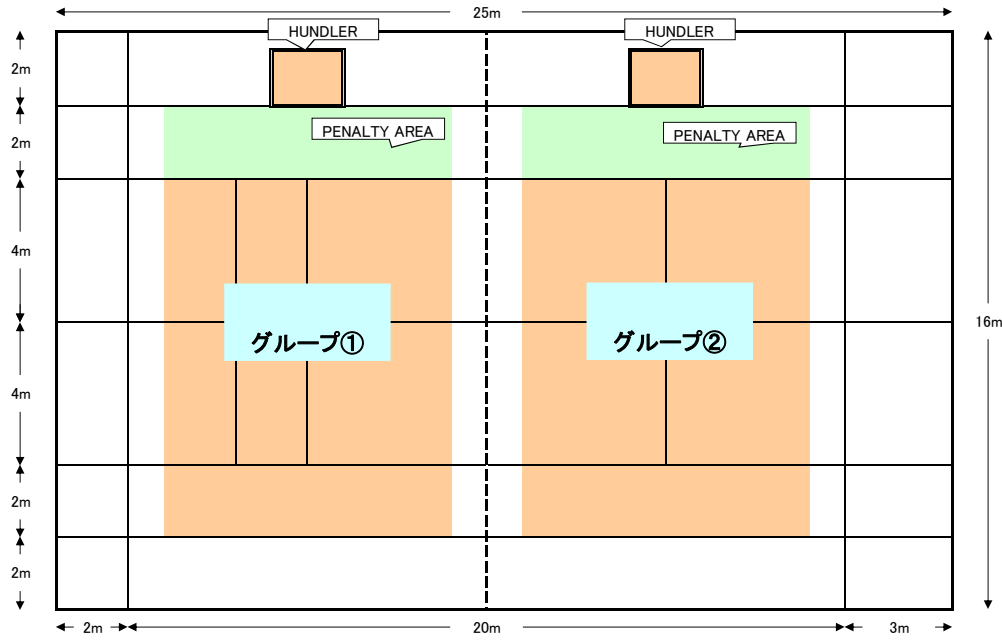 25m
HUNDLER
HUNDLER
2m
2m
PENALTY AREA
PENALTY AREA
4m
16m
グループ①
グループ②
4m
2m
2m
2m
20m
3m